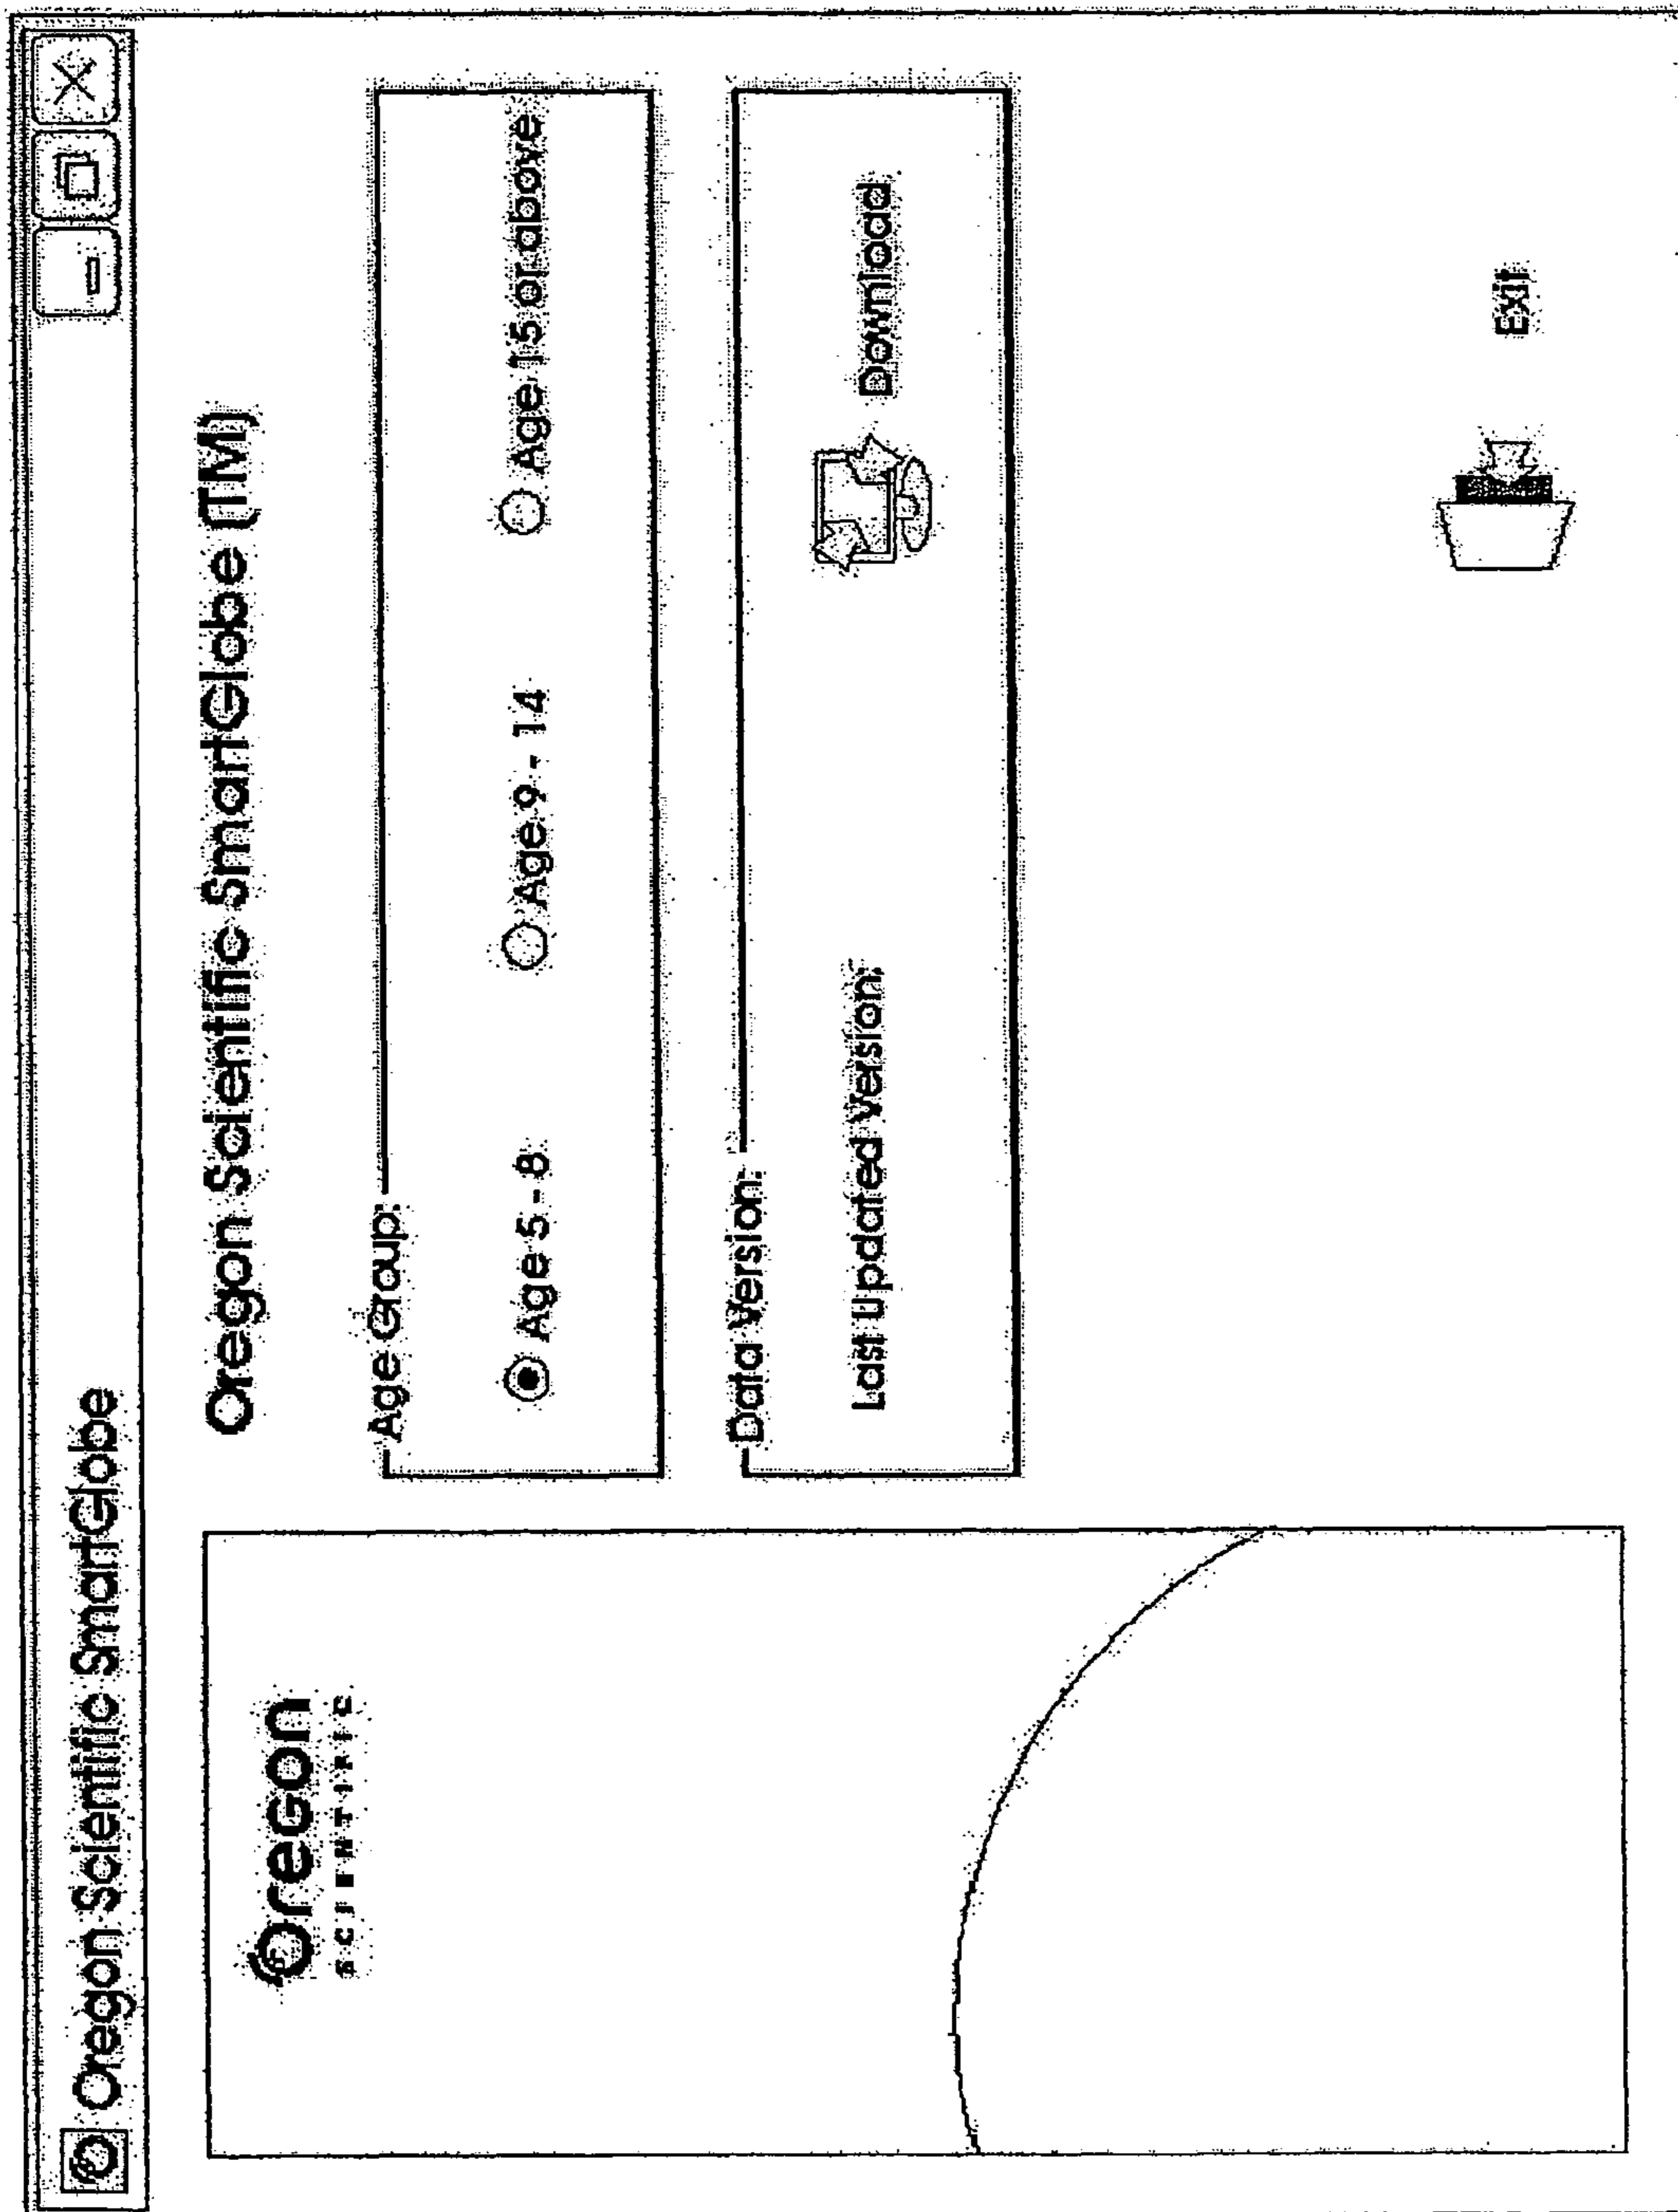 Oregon Scientific SmartGlobe
Oregon
SCIENTIFIC
Oregon Scientific SmartGlobe (TM)
Age Group:
Age 5 - 8
Age 9 - 14
Age 15 or above
Data Version:
Last Updated Version:
Download
Exit